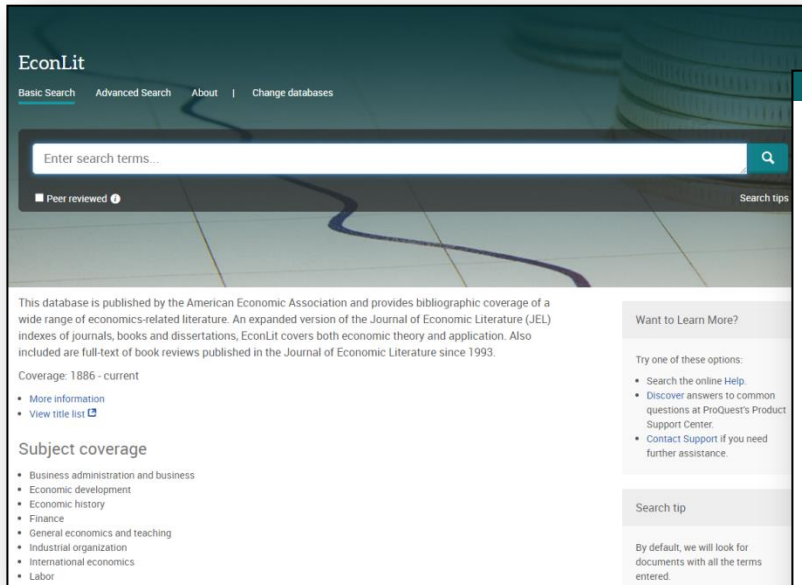 EconLit
Basic Search Advanced Search About | Change databases
Enter search terms...
Peer reviewed i
Search tips
This database is published by the American Economic Association and provides bibliographic coverage of a
wide range of economics-related literature. An expanded version of the Journal of Economic Literature (JEL)
indexes of journals, books and dissertations, EconLit covers both economic theory and application. Also
included are full-text of book reviews published in the Journal of Economic Literature since 1993.
Coverage: 1886 - current
• More information
• View title list
Subject coverage
• Business administration and business
• Economic development
• Economic history
• Finance
• General economics and teaching
• Industrial organization
• International economics
• Labor
Want to Learn More?
Try one of these options:
• Search the online Help.
• Discover answers to common
questions at ProQuest's Product
Support Center.
• Contact Support if you need
further assistance.
Search tip
By default, we will look for
documents with all the terms
entered.